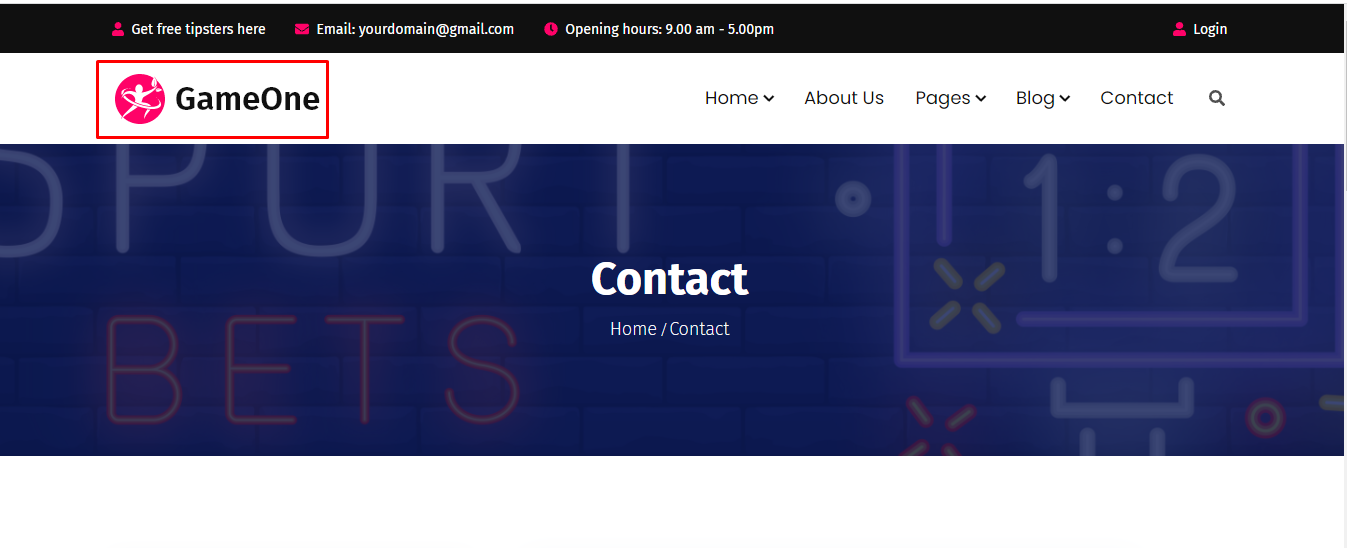 Get free tipsters here
Email: yourdomain@gmail.com
Opening hours: 9.00 am - 5.00pm
Login
GameOne
Home
About Us
Pages
Blog
Contact
SPORT
1:2
Contact
Home / Contact
BETS